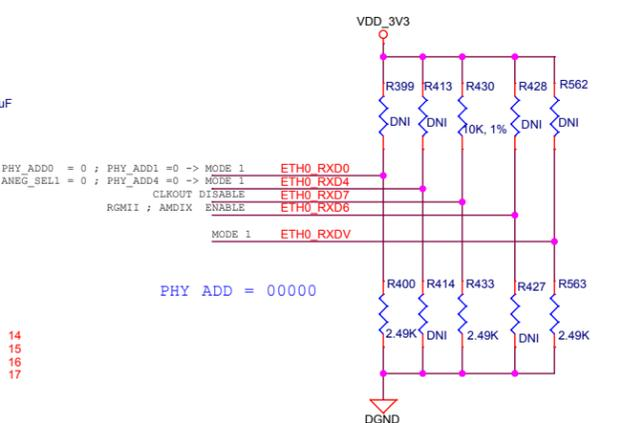 VDD_3V3
R399 R413 R430 R428 R562
uF
DNI DNI 10K, 1% DNI DNI
PHY_ADD0 = 0 ; PHY_ADD1 =0 -> MODE 1 ETH0_RXD0
ANEG_SEL1 = 0 ; PHY_ADD4 =0 -> MODE 1 ETH0_RXD4
CLKOUT DISABLE ETH0_RXD7
RGMII ; AMDIX ENABLE ETH0_RXD6
MODE 1 ETH0_RXDV
PHY ADD = 00000
R400 R414 R433 R427 R563
2.49K DNI 2.49K DNI 2.49K
14
15
16
17
DGND